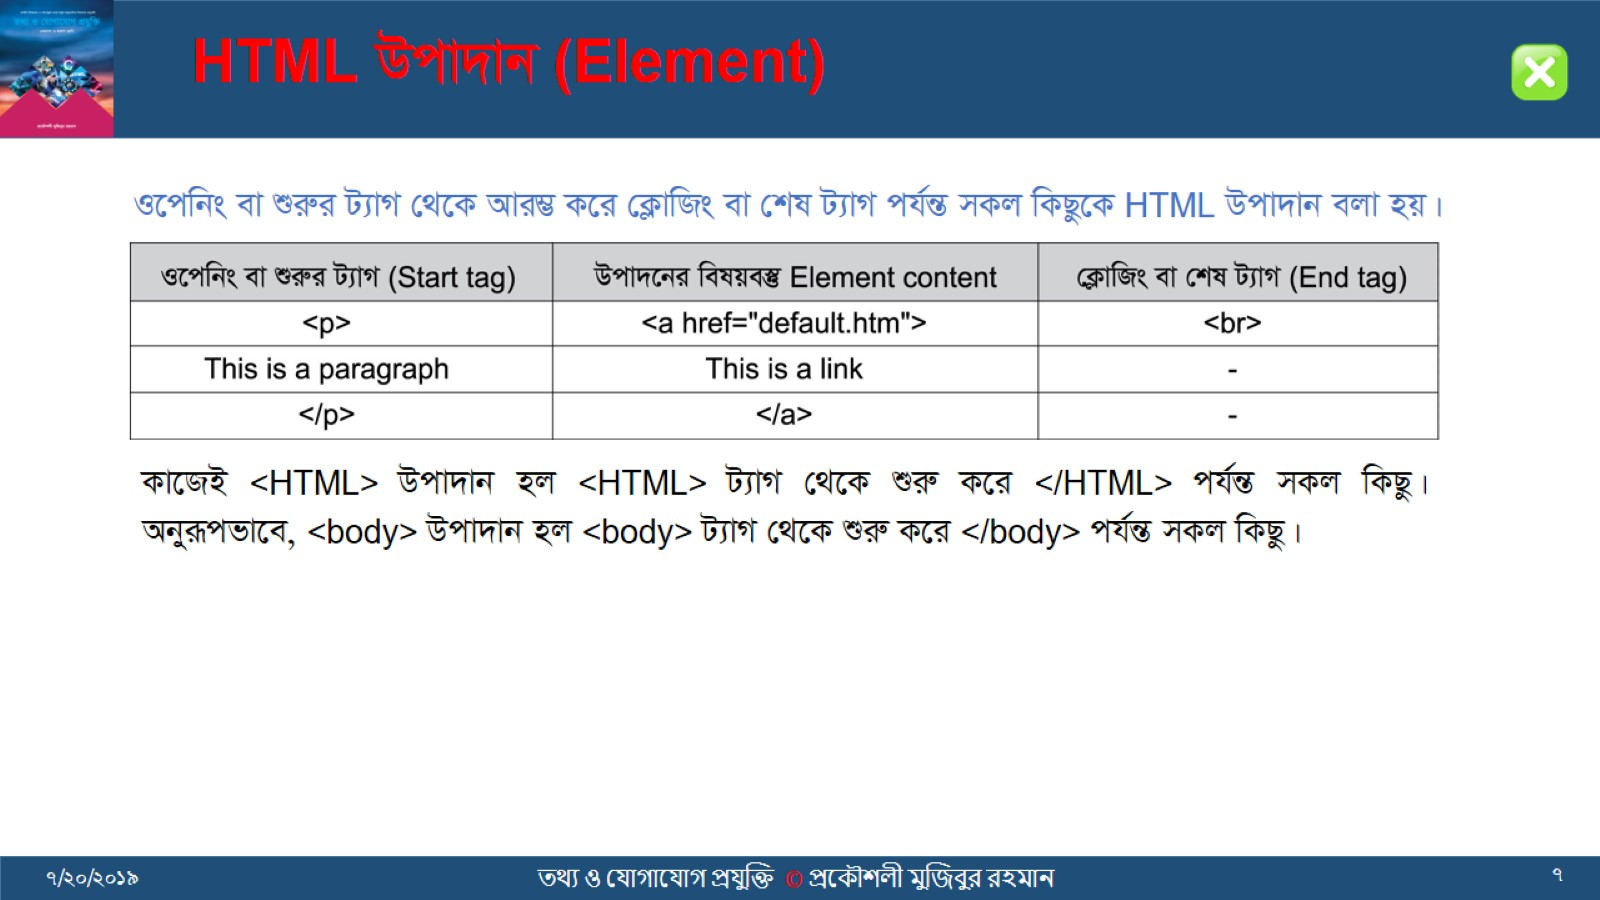 তথ্য ও যোগাযোগ প্রযুক্তি
HTML উপাদান (Element)
ওপেনিং বা শুরুর ট্যাগ থেকে আরম্ভ করে ক্লোজিং বা শেষ ট্যাগ পর্যন্ত সকল কিছুকে HTML উপাদান বলা হয়।
ওপেনিং বা শুরুর ট্যাগ (Start tag) উপাদনের বিষয়বস্তু Element content ক্লোজিং বা শেষ ট্যাগ (End tag)
<p> <a href="default.htm"> <br>
This is a paragraph This is a link -
</p> </a> -
কাজেই <HTML> উপাদান হল <HTML> ট্যাগ থেকে শুরু করে </HTML> পর্যন্ত সকল কিছু।
অনুরূপভাবে, <body> উপাদান হল <body> ট্যাগ থেকে শুরু করে </body> পর্যন্ত সকল কিছু।
৭/২০/২০১৯ তথ্য ও যোগাযোগ প্রযুক্তি © প্রকৌশলী মুজিবুর রহমান ৭